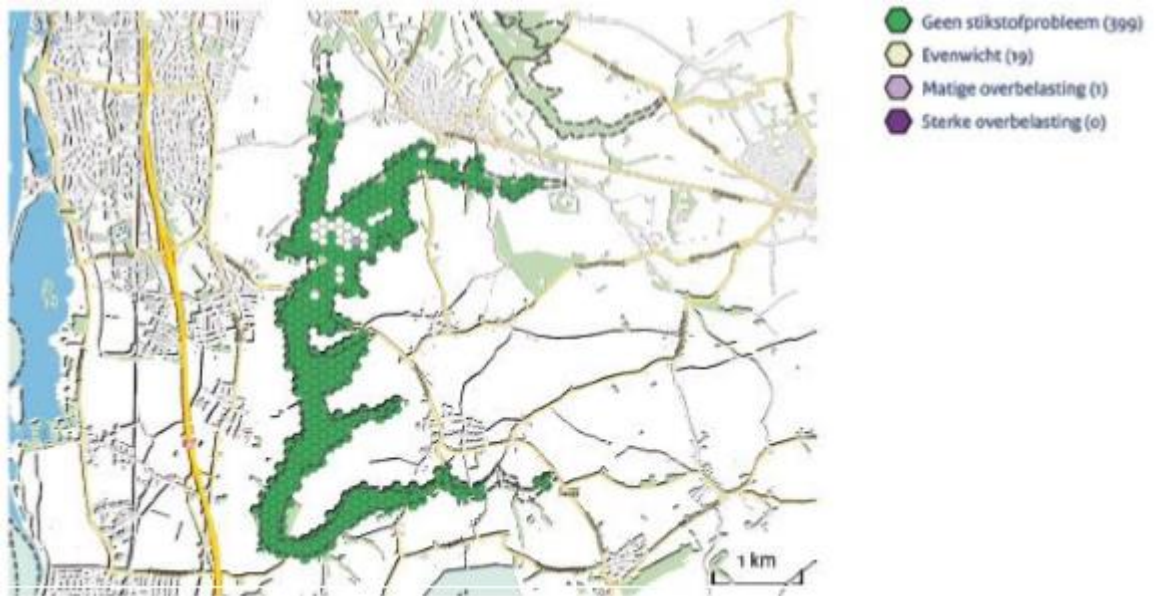 Geen stikstofprobleem (399)
Evenwicht (19)
Matige overbelasting (1)
Sterke overbelasting (0)
1 km